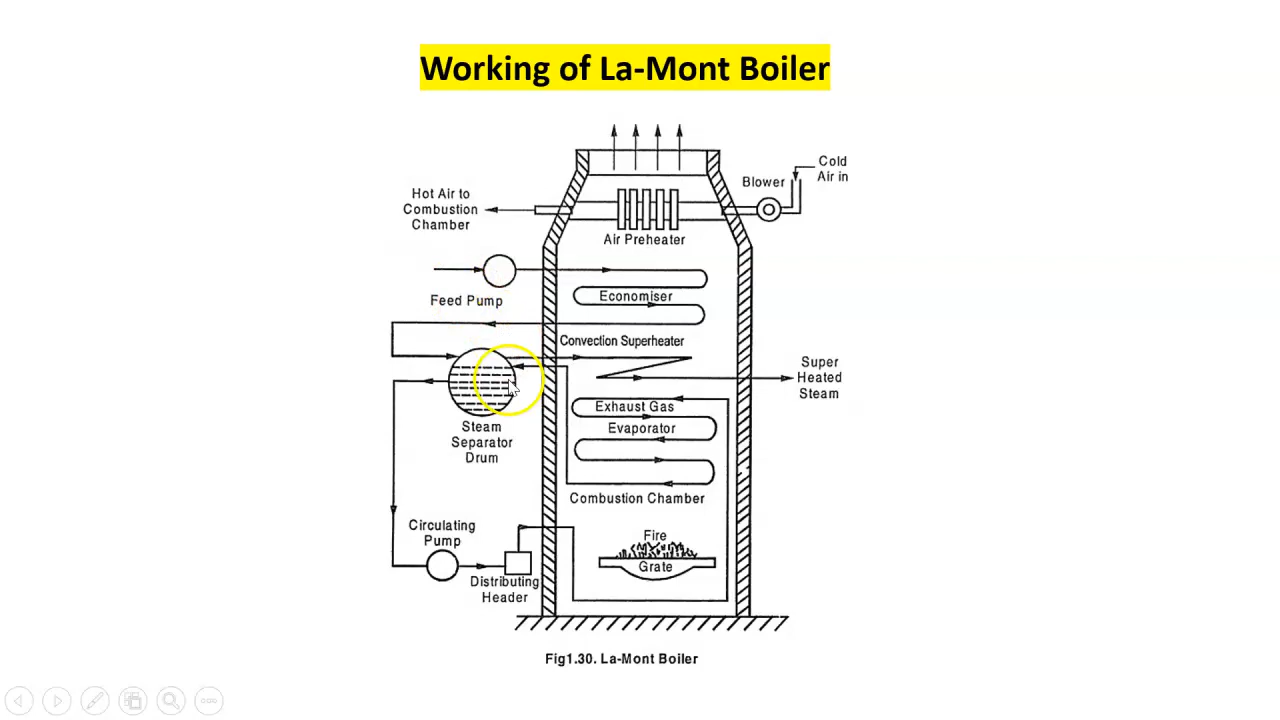 Working of La-Mont Boiler
Cold
Air in
Blower
Hot Air to
Combustion
Chamber
Air Preheater
Feed Pump
Economiser
Convection Superheater
Super
Heated
Steam
Exhaust Gas
Evaporator
Steam
Separator
Drum
Combustion Chamber
Circulating
Pump
Fire
Grate
Distributing
Header
Fig1.30. La-Mont Boiler